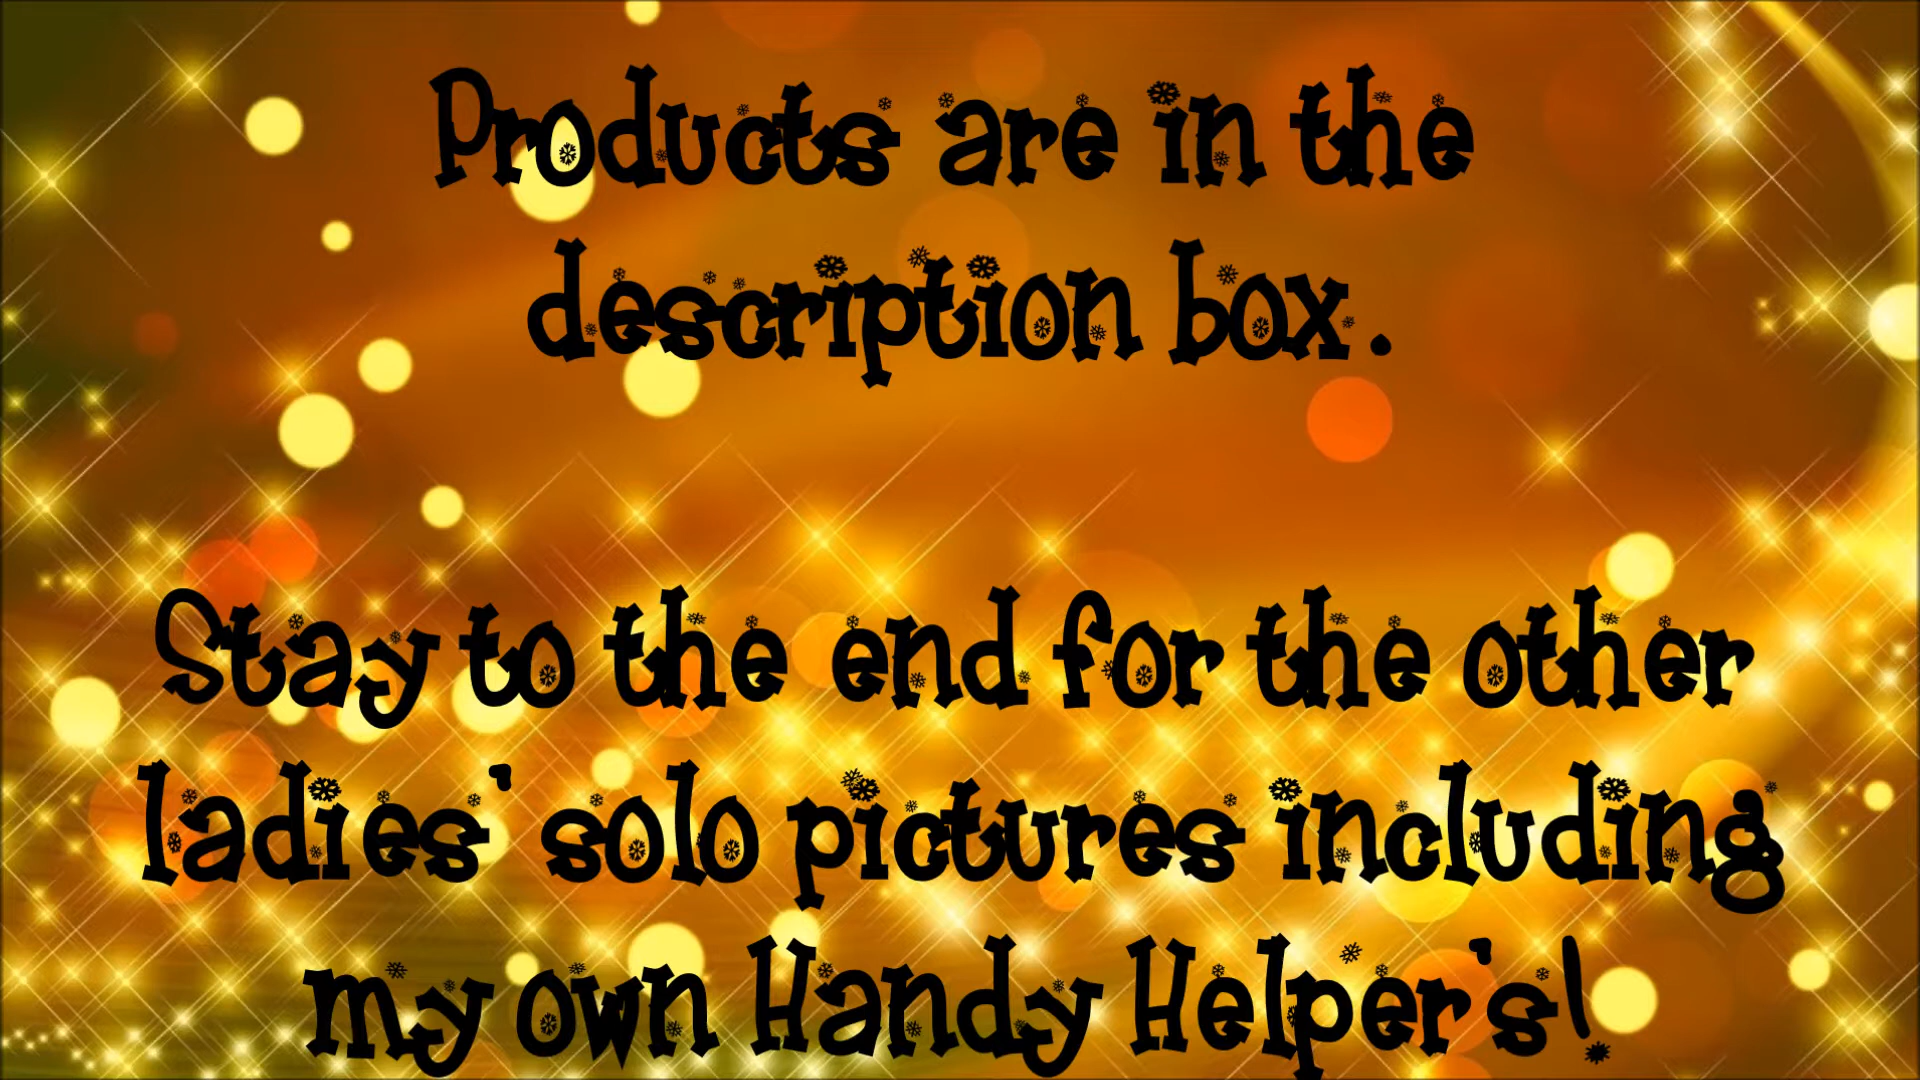 Products are in the
description box.
Stay to the end for the other
ladies' solo pictures including
my own Handy Helper's!